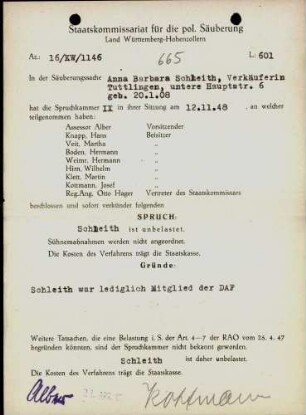 Staatskommissariat für die pol. Säuberung
Land Württemberg-Hohenzollern
Az.: 16/KW/1146 665 L 601
In der Säuberungssache Anna Barbara Schleith, Verkäuferin
Tuttlingen, untere Hauptstr. 6
geb. 20.1.08
hat die Spruchkammer IX in ihrer Sitzung am 12.11.48 , an welcher
teilgenommen haben:
Assessor Alber Vorsitzender
Knapp, Hans Beisitzer
Veit, Martha „
Boden, Hermann „
Weimr, Hermann „
Hirn, Wilhelm „
Klett, Martin „
Kottmann, Josef „
Reg.Ang. Otto Hager Vertreter des Staatskommissars
beschlossen und sofort verkündet folgenden
SPRUCH:
Schleith ist unbelastet.
Sühnemaßnahmen werden nicht angeordnet.
Die Kosten des Verfahrens trägt die Staatskasse.
Gründe:
Schleith war lediglich Mitglied der DAF
Weitere Tatsachen, die eine Belastung i. S. der Art. 4—7 der RAO vom 26. 4. 47
begründen könnten, sind der Spruchkammer nicht bekannt geworden.
Schleith ist daher unbelastet.
Die Kosten des Verfahrens trägt die Staatskasse.
Alber Kottmann